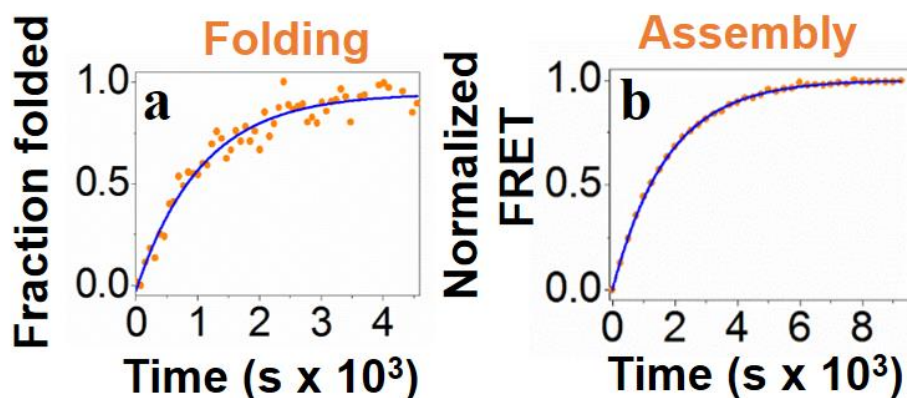 Folding
a
Fraction folded
1.0
0.5
0.0
0 1 2 3 4
Time (s x 10³)
Assembly
b
Normalized
FRET
1.0
0.5
0.0
0 2 4 6 8
Time (s x 10³)